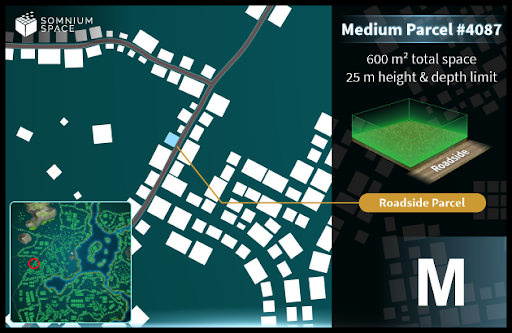 SOMNIUM
SPACE
Medium Parcel #4087
600 m² total space
25 m height & depth limit
Roadside
Roadside Parcel
M